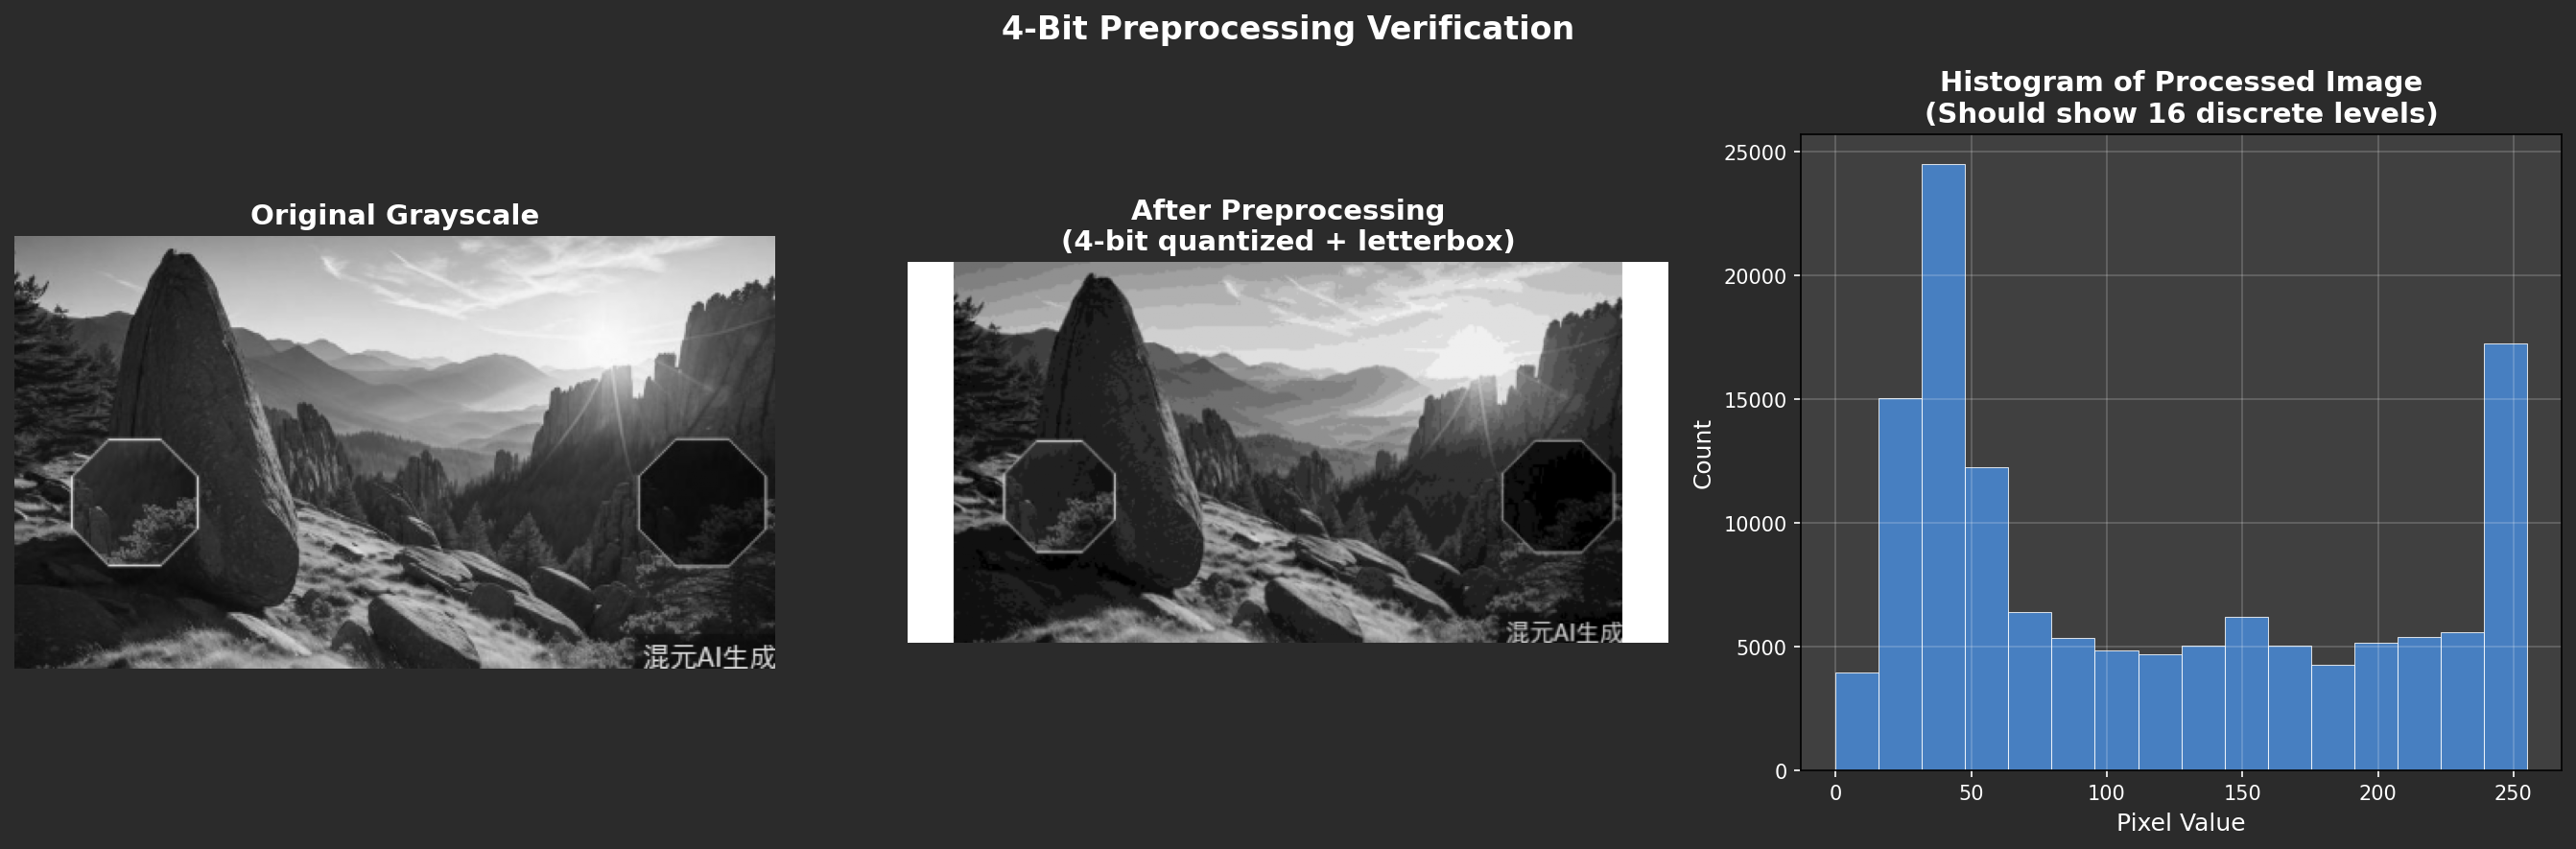 4-Bit Preprocessing Verification
Original Grayscale
混元AI生成
After Preprocessing
(4-bit quantized + letterbox)
混元AI生成
Histogram of Processed Image
(Should show 16 discrete levels)
25000
20000
15000
10000
5000
0
Count
0 50 100 150 200 250
Pixel Value